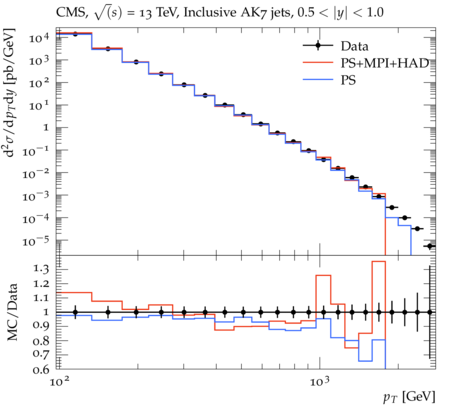 CMS, √(s) = 13 TeV, Inclusive AK7 jets, 0.5 < |y| < 1.0
d²σ/dp_T dy [pb/GeV]
10⁴
10³
10²
10¹
1
10⁻¹
10⁻²
10⁻³
10⁻⁴
10⁻⁵
Data
PS+MPI+HAD
PS
MC/Data
1.3
1.2
1.1
1
0.9
0.8
0.7
0.6
10²
10³
p_T [GeV]